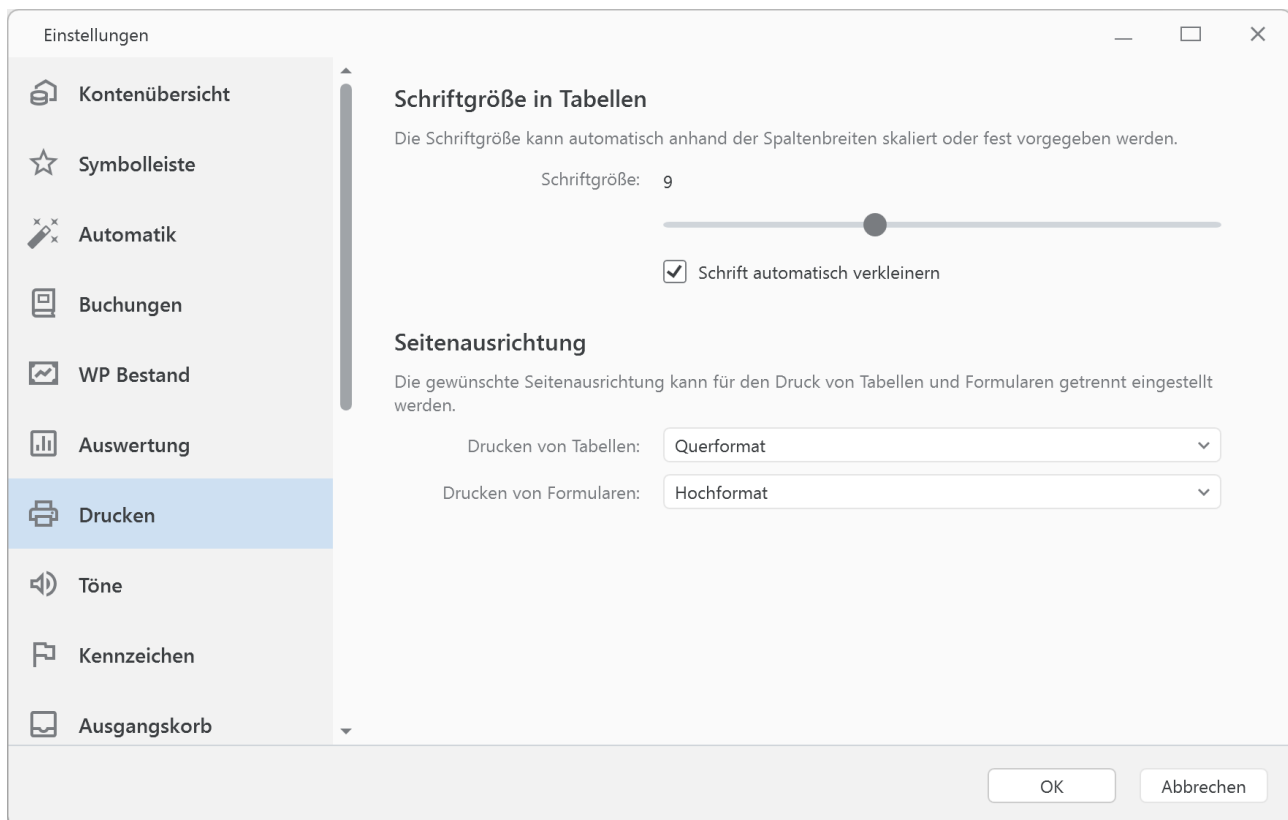 Einstellungen
Kontenübersicht
Symbolleiste
Automatik
Buchungen
WP Bestand
Auswertung
Drucken
Töne
Kennzeichen
Ausgangskorb
Schriftgröße in Tabellen
Die Schriftgröße kann automatisch anhand der Spaltenbreiten skaliert oder fest vorgegeben werden.
Schriftgröße: 9
Schrift automatisch verkleinern
Seitenausrichtung
Die gewünschte Seitenausrichtung kann für den Druck von Tabellen und Formularen getrennt eingestellt
werden.
Drucken von Tabellen: Querformat
Drucken von Formularen: Hochformat
OK Abbrechen